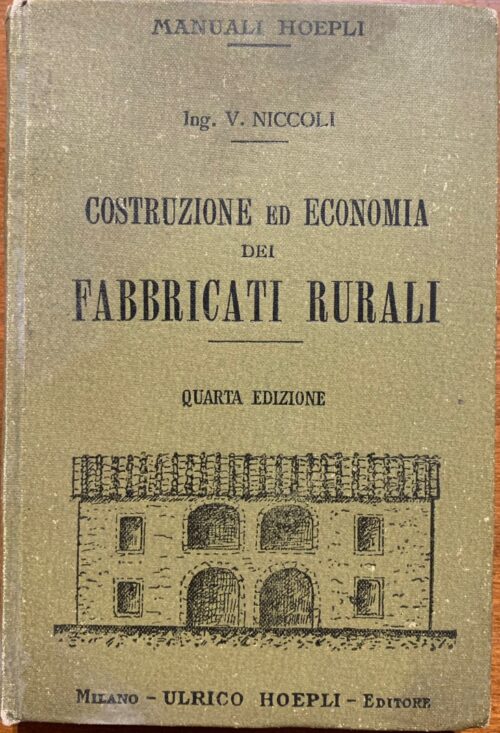 MANUALI HOEPLI
Ing. V. NICCOLI
COSTRUZIONE ED ECONOMIA
DEI
FABBRICATI RURALI
QUARTA EDIZIONE
MILANO - ULRICO HOEPLI - EDITORE